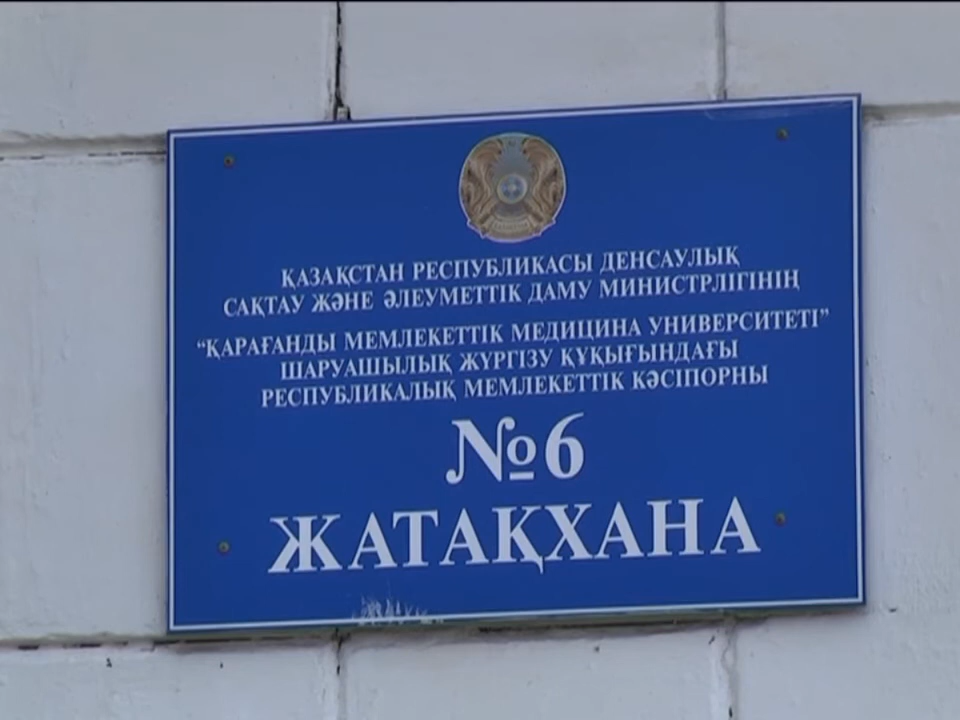 ҚАЗАҚСТАН РЕСПУБЛИКАСЫ ДЕНСАУЛЫҚ
САҚТАУ ЖӘНЕ ӘЛЕУМЕТТІК ДАМУ МИНИСТРЛІГІНІҢ
“ҚАРАҒАНДЫ МЕМЛЕКЕТТІК МЕДИЦИНА УНИВЕРСИТЕТІ”
ШАРУАШЫЛЫҚ ЖҮРГІЗУ ҚҰҚЫҒЫНДАҒЫ
РЕСПУБЛИКАЛЫҚ МЕМЛЕКЕТТІК КӘСІПОРНЫ
№6
ЖАТАҚХАНА